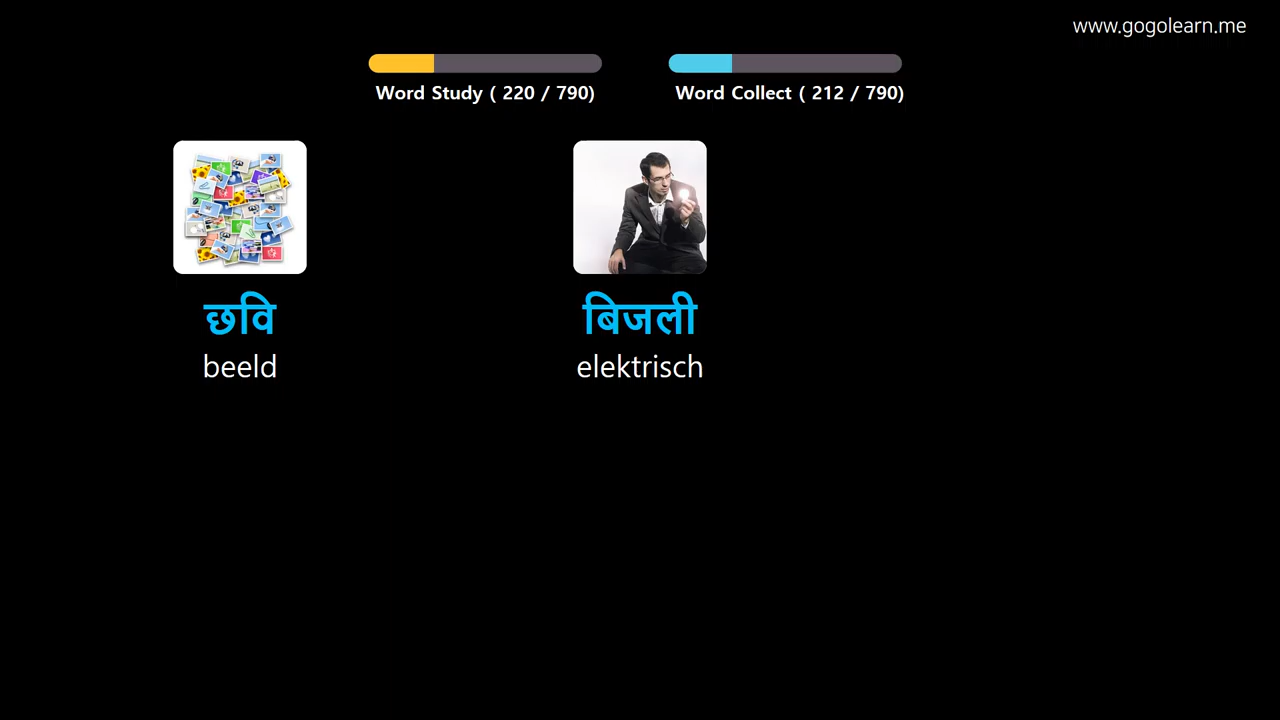 www.gogolearn.me
Word Study ( 220 / 790)
Word Collect ( 212 / 790)
छवि
beeld
बिजली
elektrisch